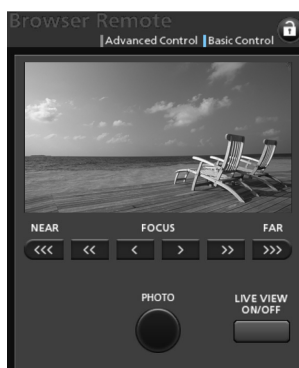 Browser Remote
Advanced Control Basic Control
NEAR FOCUS FAR
<<< << < > >> >>>
PHOTO LIVE VIEW
ON/OFF